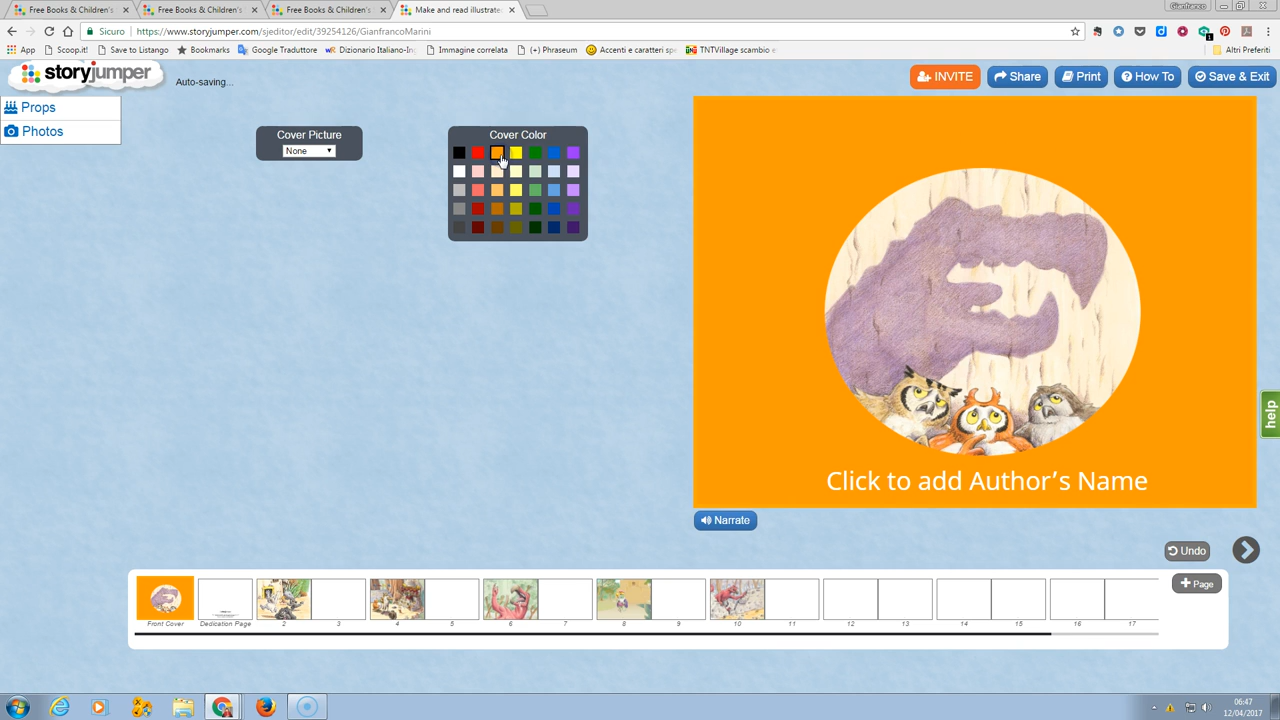 Free Books & Children's
Free Books & Children's
Free Books & Children's
Make and read illustrate
Gianfranco
Sicuro
https://www.storyjumper.com/sjeditor/edit/39254126/GianfrancoMarini
App
Scoop.it!
Save to Listango
Bookmarks
Google Traduttore
Dizionario Italiano-In
Immagine correlata
(+) Phraseum
Accenti e caratteri spe
TNTVillage scambio e
Altri Preferiti
storyjumper
Auto-saving...
INVITE
Share
Print
How To
Save & Exit
Props
Photos
Cover Picture
None
Cover Color
Click to add Author's Name
help
Narrate
Undo
+ Page
Front Cover
Dedication Page
2
3
4
5
6
7
8
9
10
11
12
13
14
15
16
17
06:47
12/04/2017